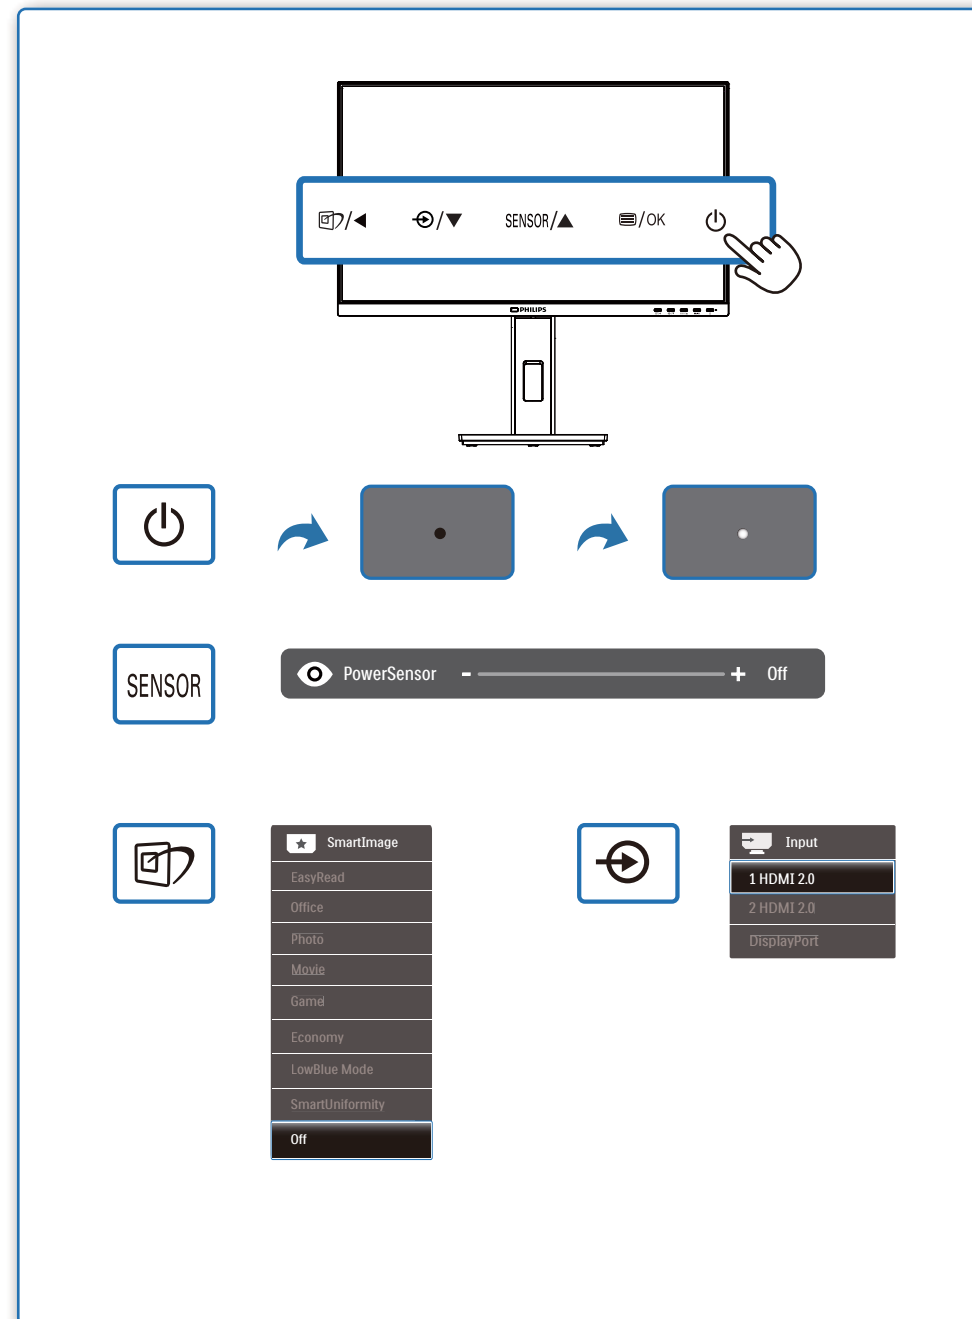 /◀ /▼ SENSOR/▲ /OK
PHILIPS
SENSOR
PowerSensor - + Off
SmartImage
EasyRead
Office
Photo
Movie
Game
Economy
LowBlue Mode
SmartUniformity
Off
Input
1 HDMI 2.0
2 HDMI 2.0
DisplayPort